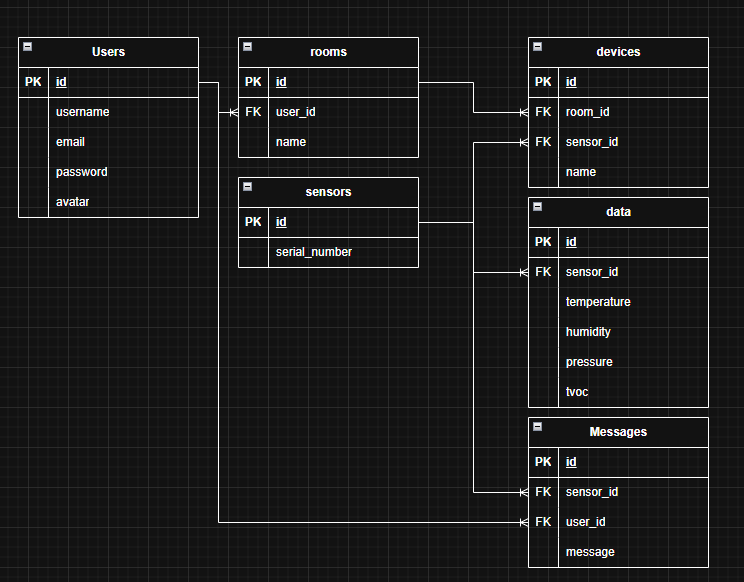 Users
PK id
username
email
password
avatar
rooms
PK id
FK user_id
name
sensors
PK id
serial_number
devices
PK id
FK room_id
FK sensor_id
name
data
PK id
FK sensor_id
temperature
humidity
pressure
tvoc
Messages
PK id
FK sensor_id
FK user_id
message